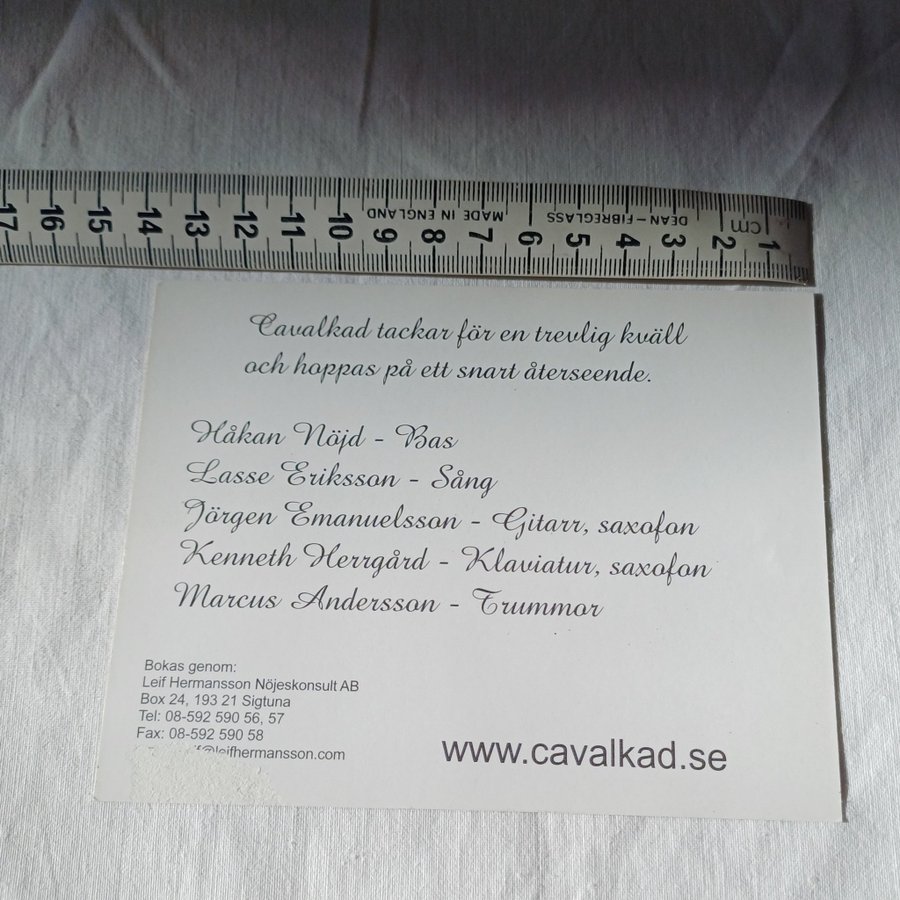 17 16 15 14 13 12 11 10 9 8 7 6 5 4 3 2 1
MADE IN ENGLAND
DEAN – FIBREGLASS
cm
Cavalkad tackar för en trevlig kväll
och hoppas på ett snart återseende.
Håkan Nöjd - Bas
Lasse Eriksson - Sång
Jörgen Emanuelsson - Gitarr, saxofon
Kenneth Herrgård - Klaviatur, saxofon
Marcus Andersson - Trummor
Bokas genom:
Leif Hermansson Nöjeskonsult AB
Box 24, 193 21 Sigtuna
Tel: 08-592 590 56, 57
Fax: 08-592 590 58
@leifhermansson.com
www.cavalkad.se